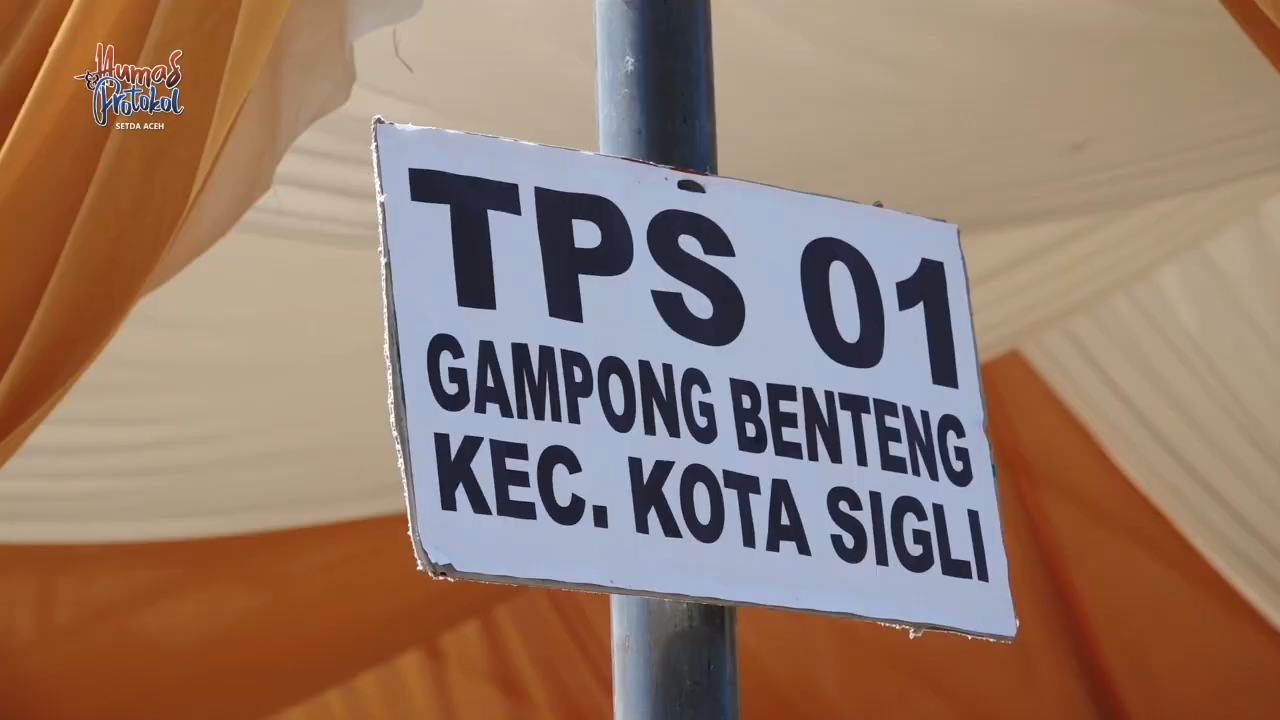 Humas
Protokol
SETDA ACEH
TPS 01
GAMPONG BENTENG
KEC. KOTA SIGLI